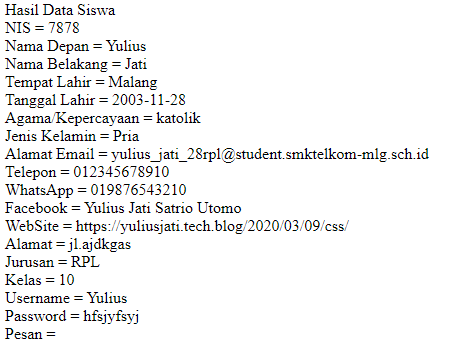 Hasil Data Siswa
NIS = 7878
Nama Depan = Yulius
Nama Belakang = Jati
Tempat Lahir = Malang
Tanggal Lahir = 2003-11-28
Agama/Kepercayaan = katolik
Jenis Kelamin = Pria
Alamat Email = yulius_jati_28rpl@student.smktelkom-mlg.sch.id
Telepon = 012345678910
WhatsApp = 019876543210
Facebook = Yulius Jati Satrio Utomo
WebSite = https://yuliusjati.tech.blog/2020/03/09/css/
Alamat = jl.ajdkgas
Jurusan = RPL
Kelas = 10
Username = Yulius
Password = hfsjyfsyj
Pesan =